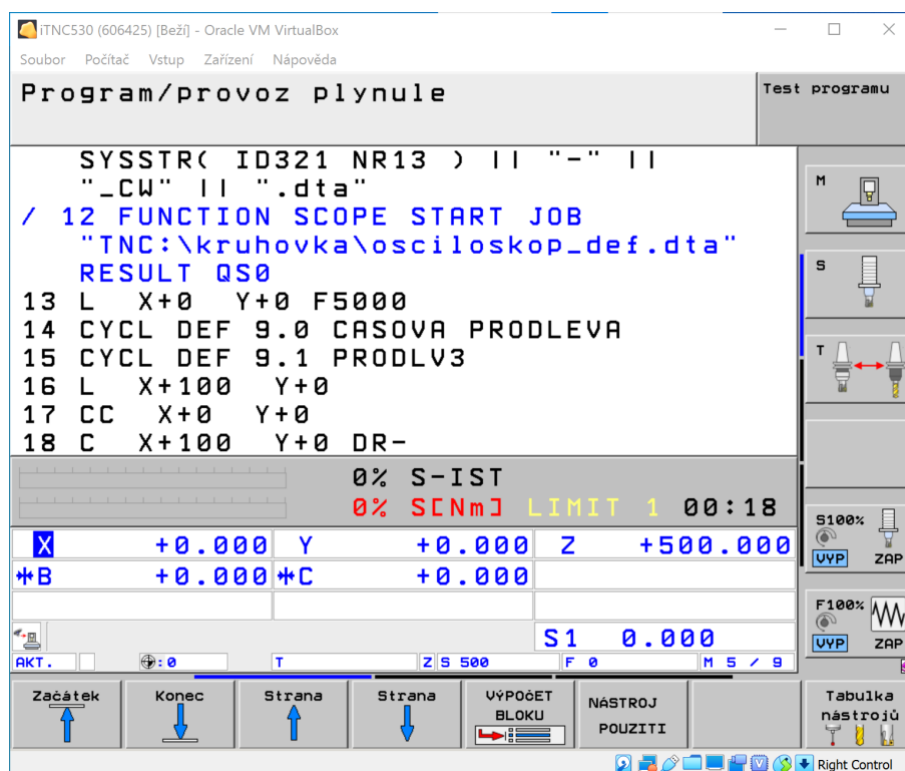 iTNC530 (606425) [Beží] - Oracle VM VirtualBox
Soubor Počítač Vstup Zařízení Nápověda
Program/provoz plynule
Test programu
SYSSTR( ID321 NR13 ) || "-" ||
"_CW" || ".dta"
/ 12 FUNCTION SCOPE START JOB
"TNC:\kruhovka\osciloskop_def.dta"
RESULT QS0
13 L X+0 Y+0 F5000
14 CYCL DEF 9.0 CASOVA PRODLEVA
15 CYCL DEF 9.1 PRODLV3
16 L X+100 Y+0
17 CC X+0 Y+0
18 C X+100 Y+0 DR-
M
S
T
0% S-IST
0% S[Nm] LIMIT 1 00:18
S100%
VYP ZAP
X +0.000 Y +0.000 Z +500.000
B +0.000 C +0.000
F100%
VYP ZAP
S1 0.000
AKT. :0 T Z S 500 F 0 M 5 / 9
Začátek
Konec
Strana
Strana
VÝPOČET
BLOKU
NÁSTROJ
POUZITI
Tabulka
nástrojů
Right Control